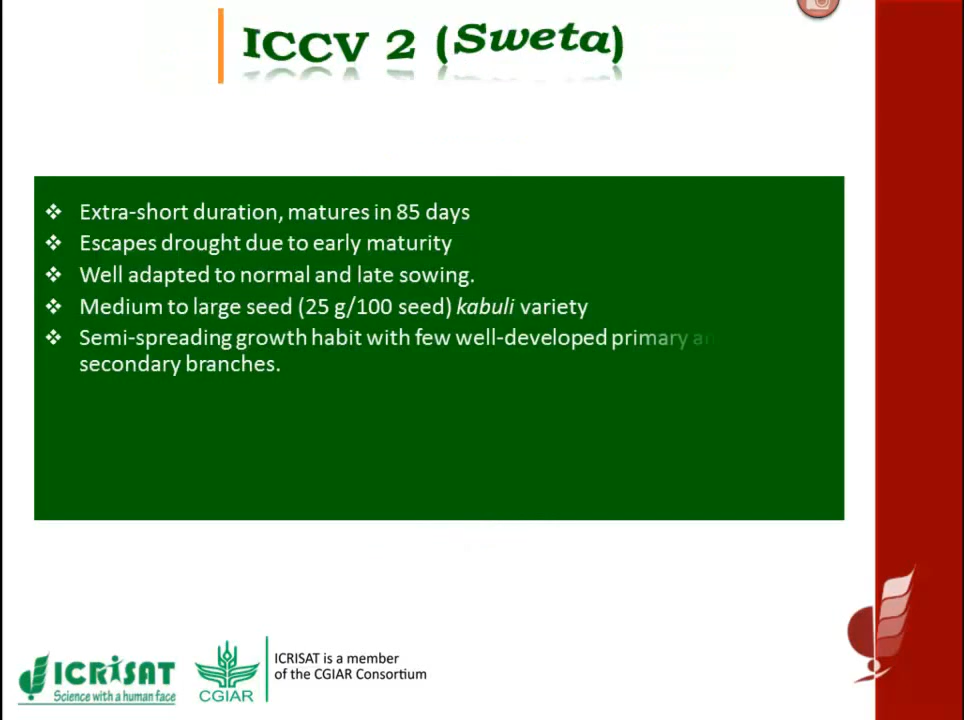 ICCV 2 (Sweta)
❖ Extra-short duration, matures in 85 days
❖ Escapes drought due to early maturity
❖ Well adapted to normal and late sowing.
❖ Medium to large seed (25 g/100 seed) kabuli variety
❖ Semi-spreading growth habit with few well-developed primary
secondary branches.
ICRISAT
Science with a human face
CGIAR
ICRISAT is a member
of the CGIAR Consortium